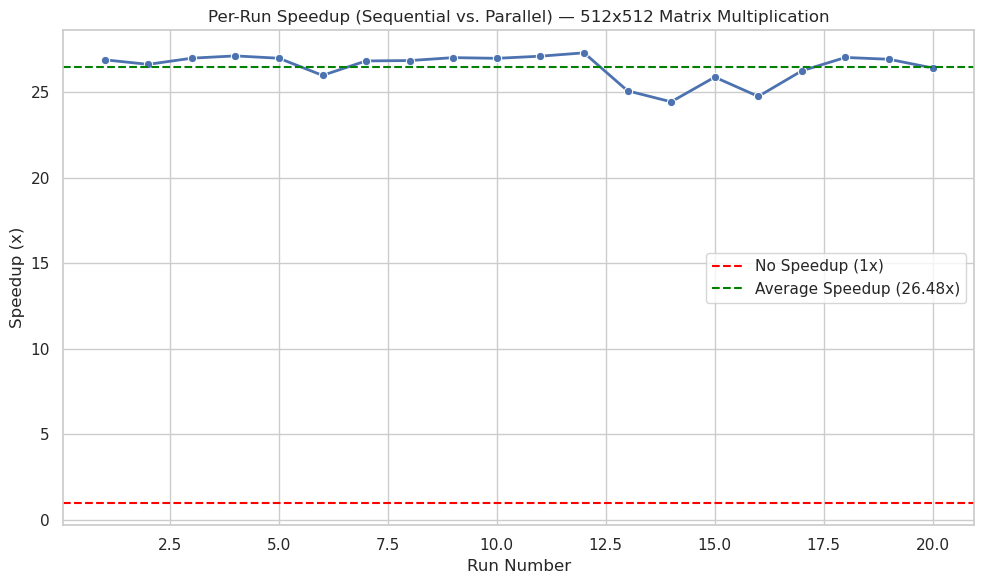 Per-Run Speedup (Sequential vs. Parallel) — 512x512 Matrix Multiplication
Speedup (x)
25
20
15
10
5
0
No Speedup (1x)
Average Speedup (26.48x)
2.5 5.0 7.5 10.0 12.5 15.0 17.5 20.0
Run Number